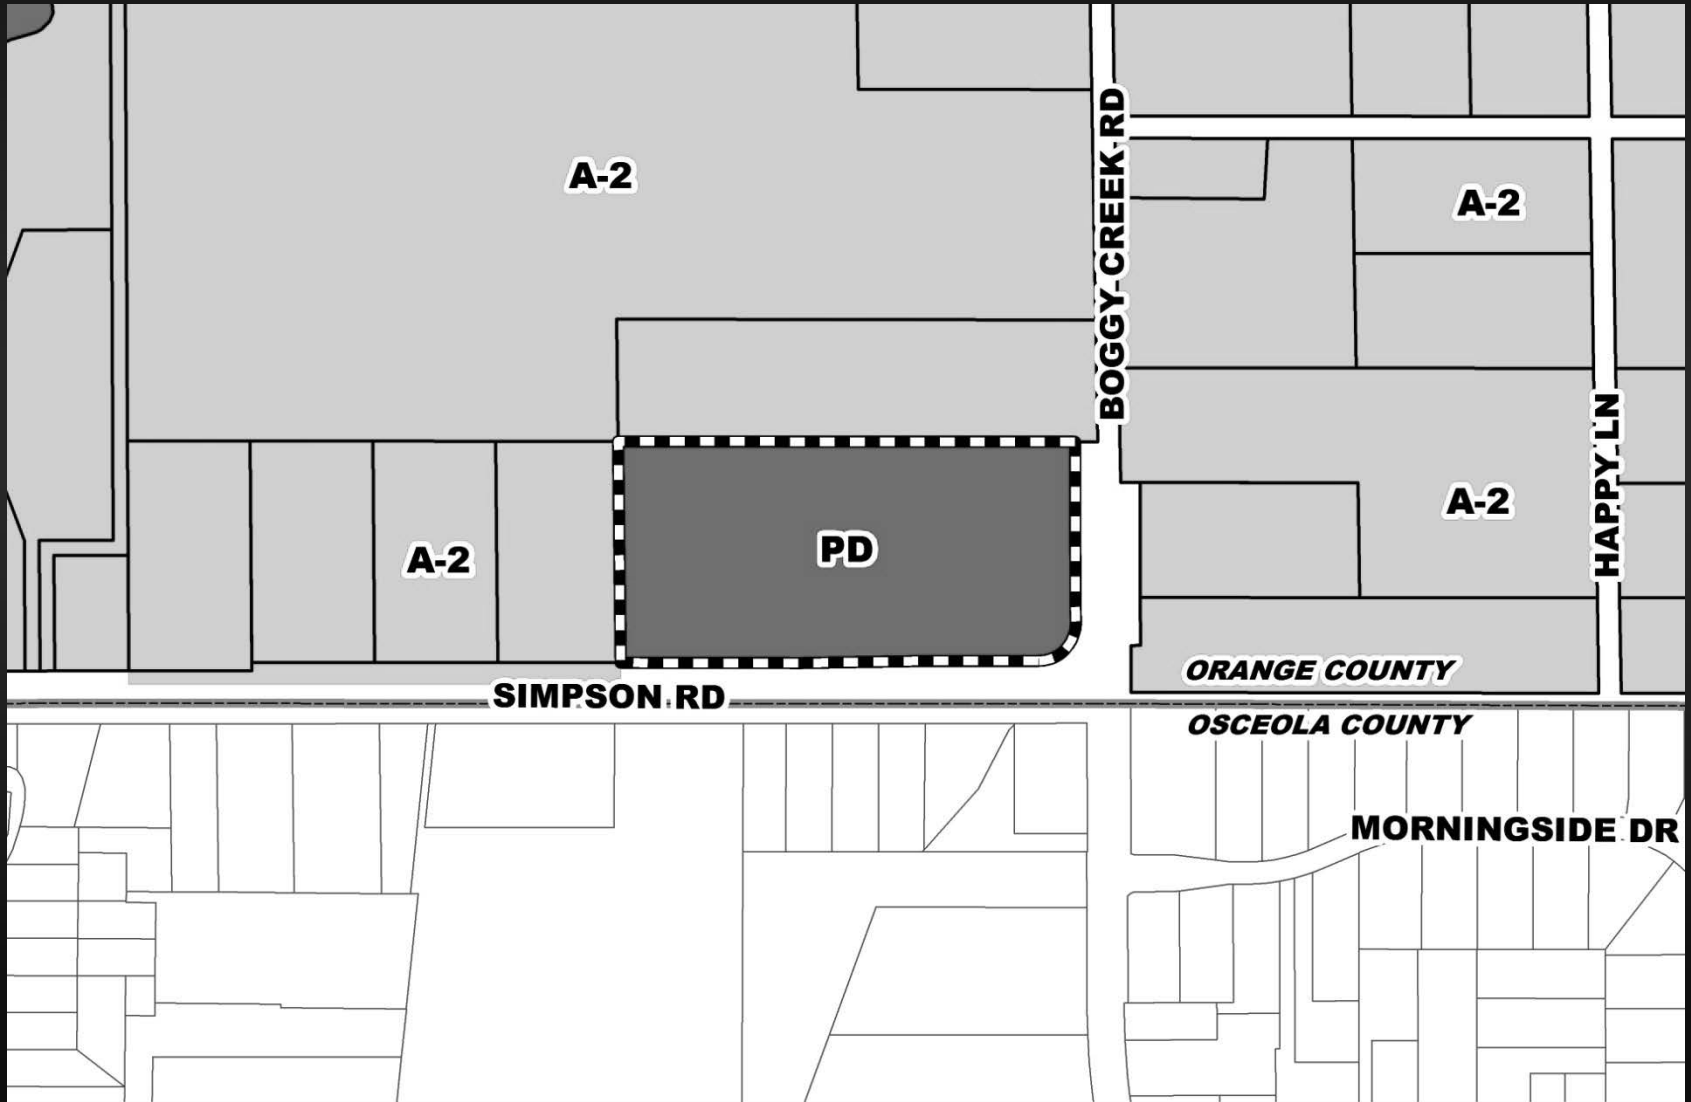 A-2
BOGGY CREEK RD
A-2
HAPPY LN
A-2
A-2
PD
ORANGE COUNTY
SIMPSON RD
OSCEOLA COUNTY
MORNINGSIDE DR